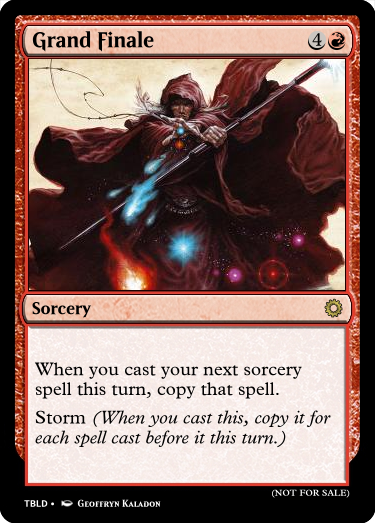 Grand Finale 4
Sorcery
When you cast your next sorcery
spell this turn, copy that spell.
Storm (When you cast this, copy it for
each spell cast before it this turn.)
(NOT FOR SALE)
TBLD • Geoffryn Kaladon